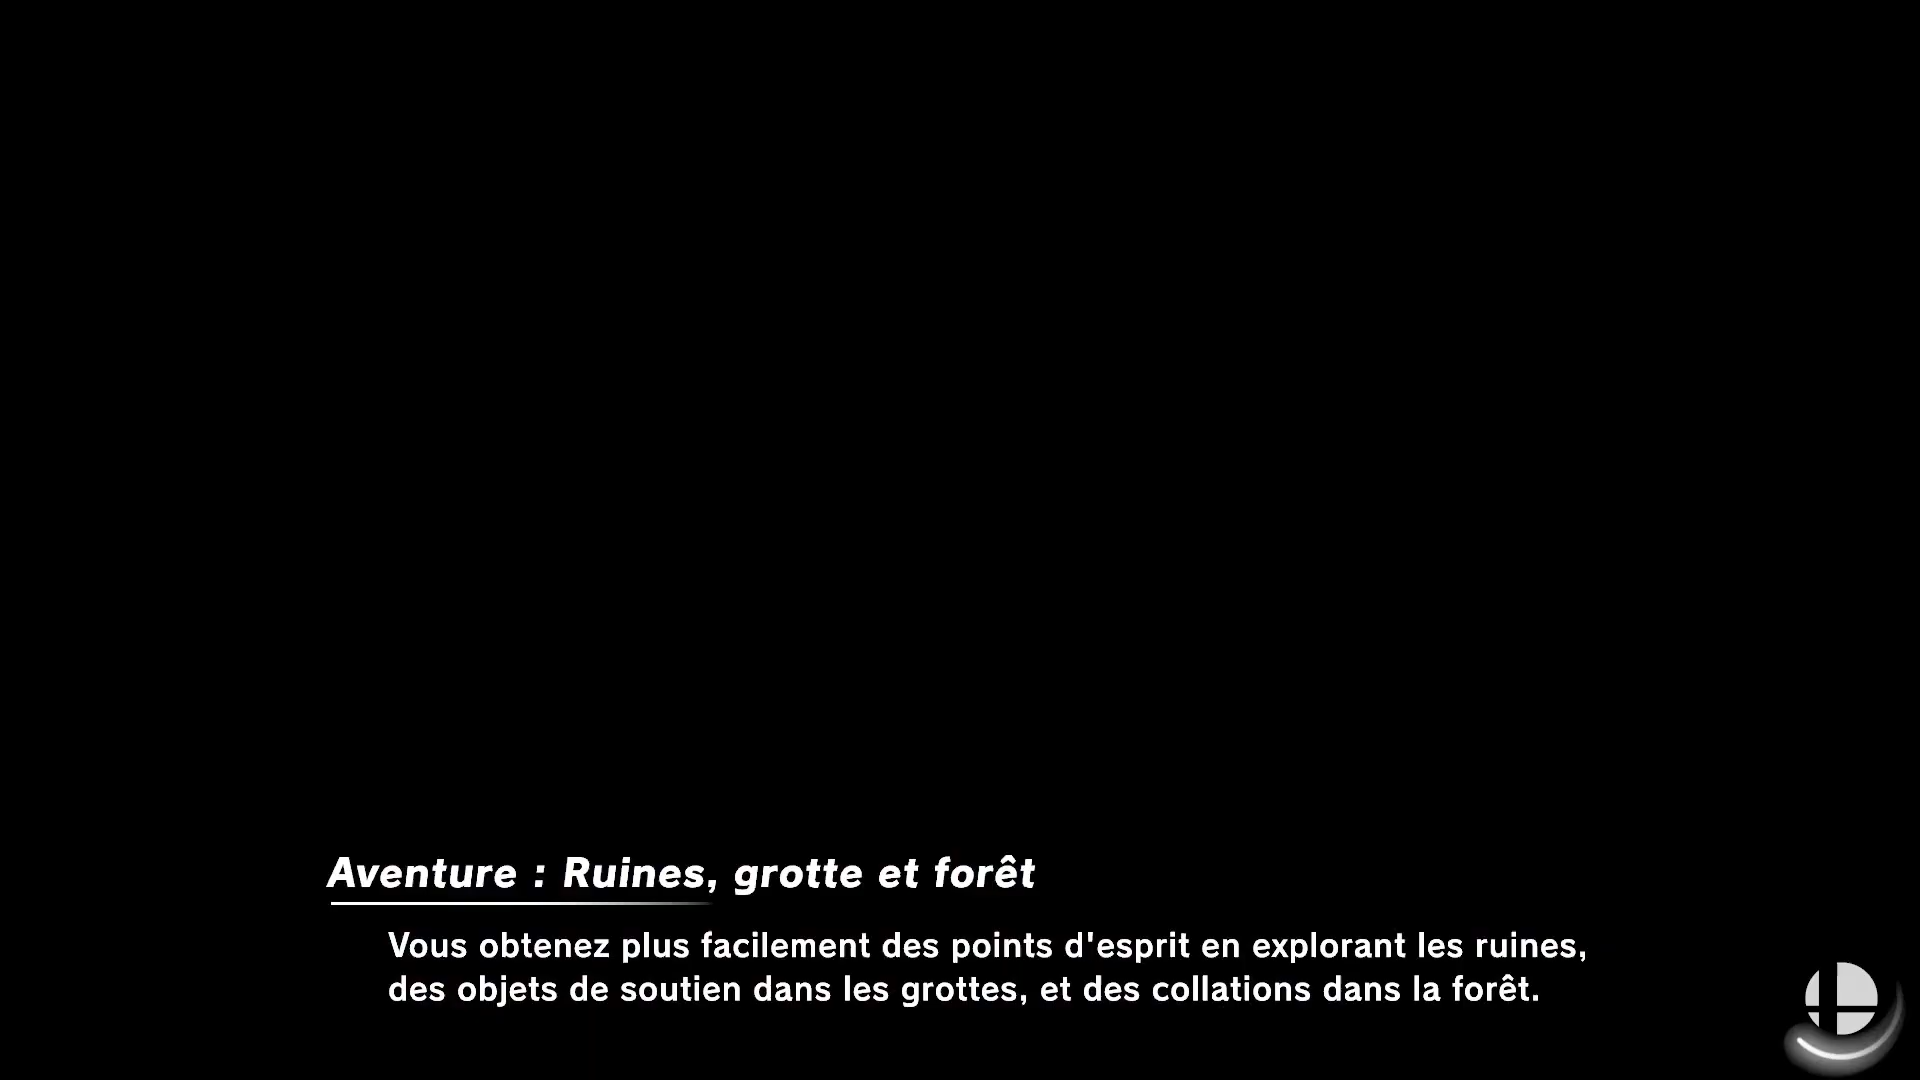 Aventure : Ruines, grotte et forêt
Vous obtenez plus facilement des points d'esprit en explorant les ruines,
des objets de soutien dans les grottes, et des collations dans la forêt.